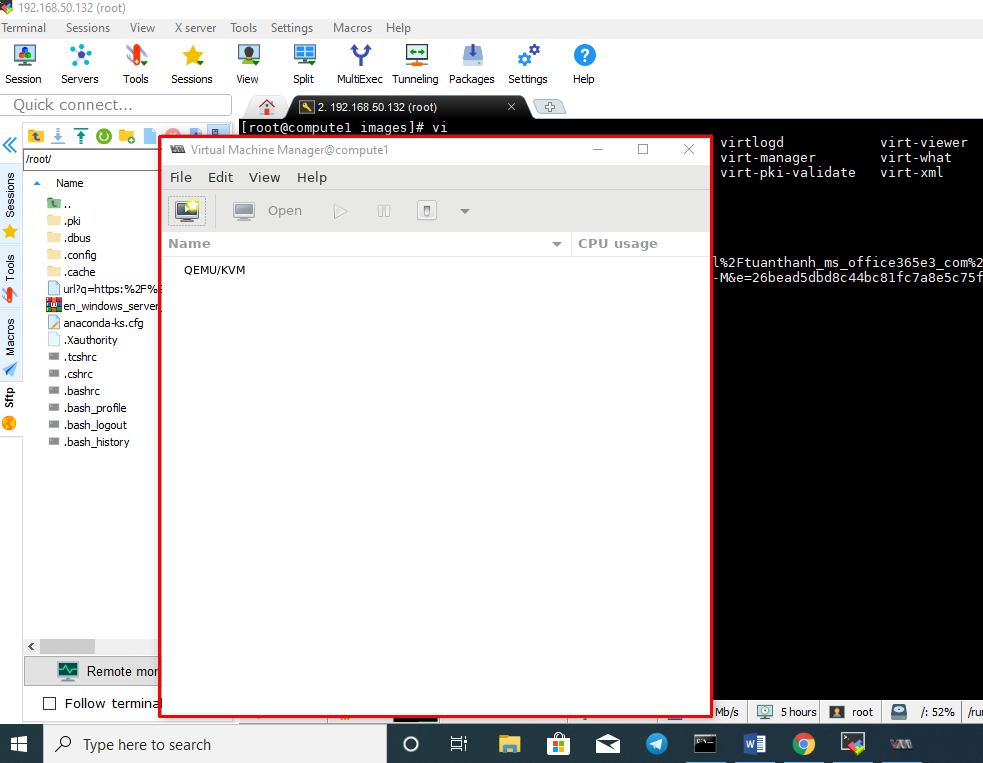 192.168.50.132 (root)
Terminal Sessions View X server Tools Settings Macros Help
Session Servers Tools Sessions View Split MultiExec Tunneling Packages Settings Help
Quick connect...
2. 192.168.50.132 (root)
[root@compute1 images]# vi
virtlogd virt-viewer
virt-manager virt-what
virt-pki-validate virt-xml
l%2Ftuanthanh_ms_office365e3_com%2
-M&e=26bead5dbd8c44bc81fc7a8e5c75f
/root/
Name
..
.pki
.dbus
.config
.cache
url?q=https:%2F%2
en_windows_server_
anaconda-ks.cfg
.Xauthority
.tcshrc
.cshrc
.bashrc
.bash_profile
.bash_logout
.bash_history
Sessions
Tools
Macros
Sftp
Virtual Machine Manager@compute1
File Edit View Help
Open
Name CPU usage
QEMU/KVM
Remote mor
Follow termina
Mb/s 5 hours root /: 52% /ru
Type here to search